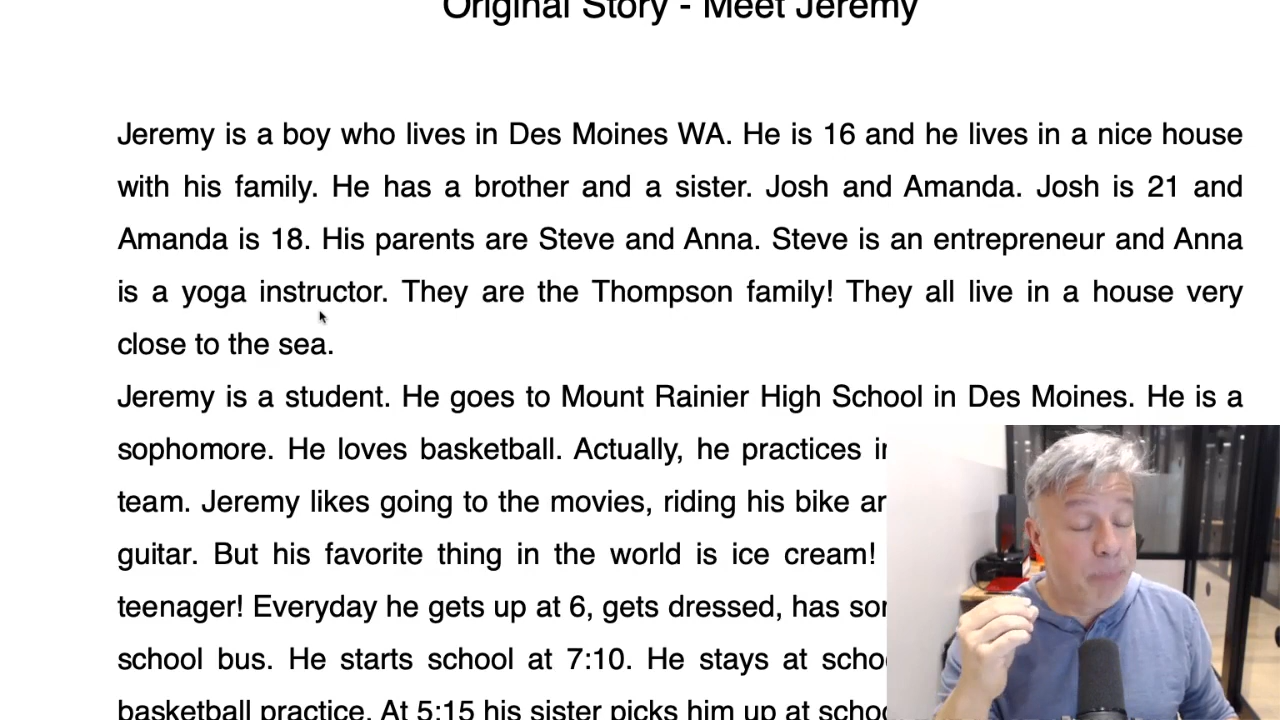 Original Story - Meet Jeremy
Jeremy is a boy who lives in Des Moines WA. He is 16 and he lives in a nice house
with his family. He has a brother and a sister. Josh and Amanda. Josh is 21 and
Amanda is 18. His parents are Steve and Anna. Steve is an entrepreneur and Anna
is a yoga instructor. They are the Thompson family! They all live in a house very
close to the sea.
Jeremy is a student. He goes to Mount Rainier High School in Des Moines. He is a
sophomore. He loves basketball. Actually, he practices
team. Jeremy likes going to the movies, riding his bike
guitar. But his favorite thing in the world is ice cream!
teenager! Everyday he gets up at 6, gets dressed, has
school bus. He starts school at 7:10. He stays at
basketball practice. At 5:15 his sister picks him up at